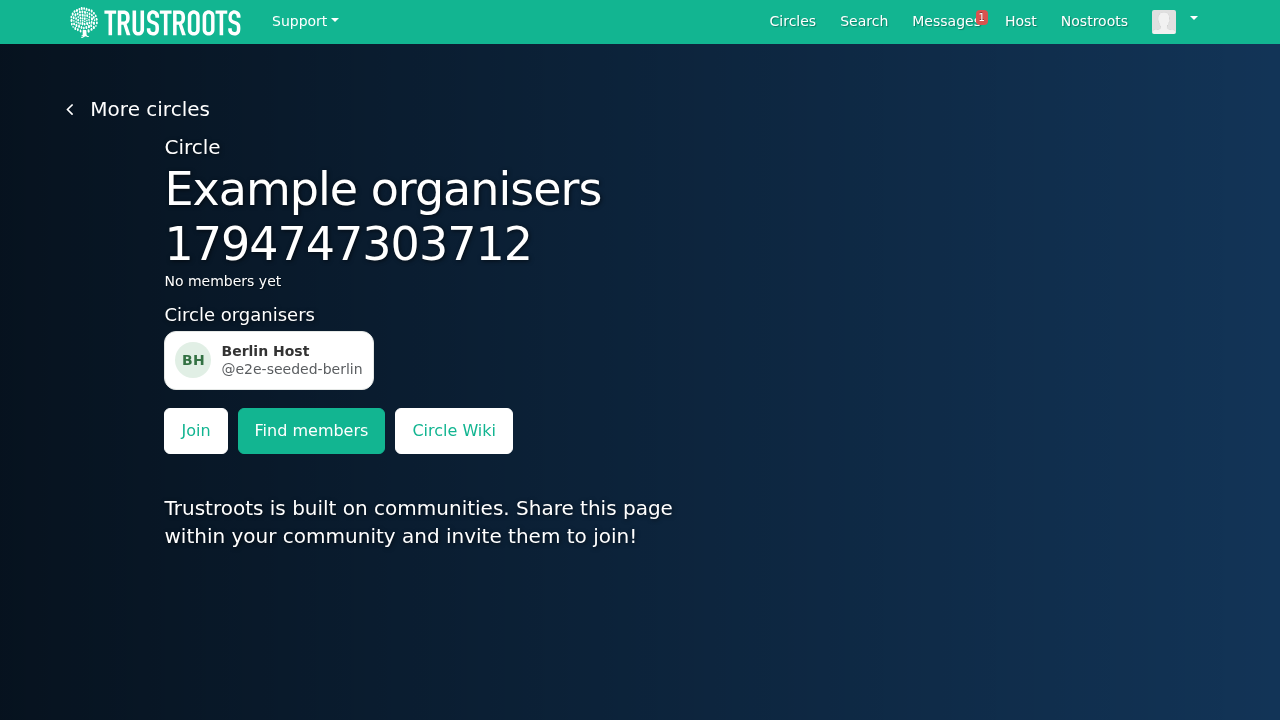 TRUSTROOTS Support Circles Search Messages 1 Host Nostroots
More circles
Circle
Example organisers
1794747303712
No members yet
Circle organisers
BH Berlin Host
@e2e-seeded-berlin
Join Find members Circle Wiki
Trustroots is built on communities. Share this page
within your community and invite them to join!